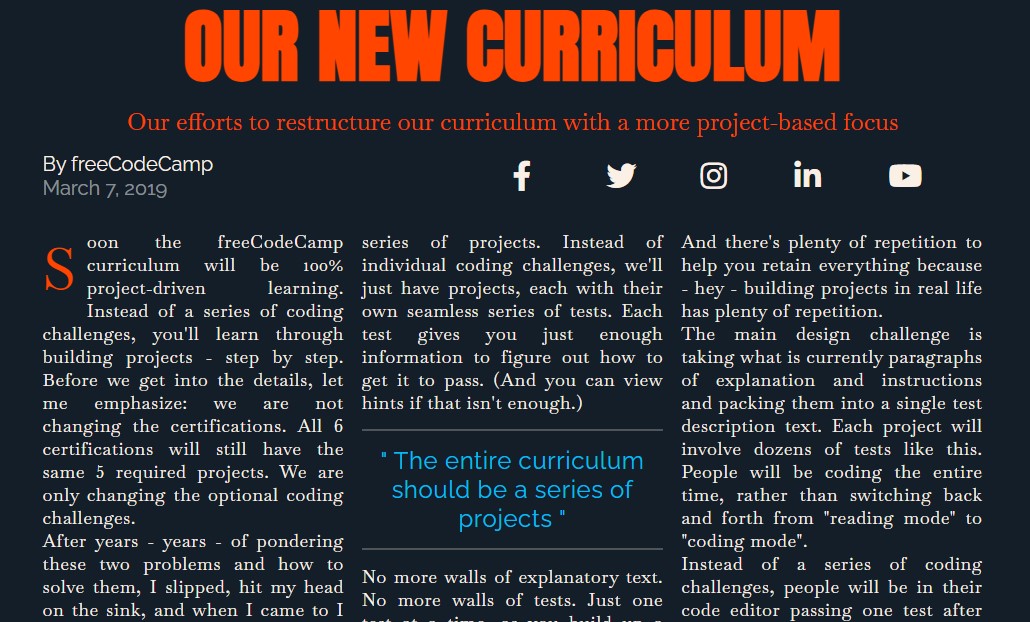 OUR NEW CURRICULUM
Our efforts to restructure our curriculum with a more project-based focus
By freeCodeCamp
March 7, 2019
Soon the freeCodeCamp
curriculum will be 100%
project-driven learning.
Instead of a series of coding
challenges, you'll learn through
building projects - step by step.
Before we get into the details, let
me emphasize: we are not
changing the certifications. All 6
certifications will still have the
same 5 required projects. We are
only changing the optional coding
challenges.
After years - years - of pondering
these two problems and how to
solve them, I slipped, hit my head
on the sink, and when I came to I
series of projects. Instead of
individual coding challenges, we'll
just have projects, each with their
own seamless series of tests. Each
test gives you just enough
information to figure out how to
get it to pass. (And you can view
hints if that isn't enough.)
" The entire curriculum
should be a series of
projects "
No more walls of explanatory text.
No more walls of tests. Just one
test at a time, as you build up a
And there's plenty of repetition to
help you retain everything because
- hey - building projects in real life
has plenty of repetition.
The main design challenge is
taking what is currently paragraphs
of explanation and instructions
and packing them into a single test
description text. Each project will
involve dozens of tests like this.
People will be coding the entire
time, rather than switching back
and forth from "reading mode" to
"coding mode".
Instead of a series of coding
challenges, people will be in their
code editor passing one test after